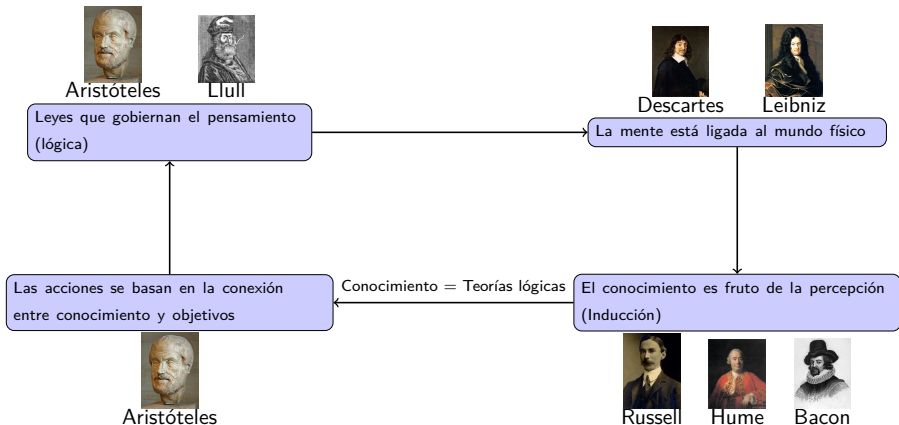 Aristóteles
Llull
Leyes que gobiernan el pensamiento
(lógica)
Descartes
Leibniz
La mente está ligada al mundo físico
Las acciones se basan en la conexión
entre conocimiento y objetivos
Aristóteles
Conocimiento = Teorías lógicas
El conocimiento es fruto de la percepción
(Inducción)
Russell
Hume
Bacon